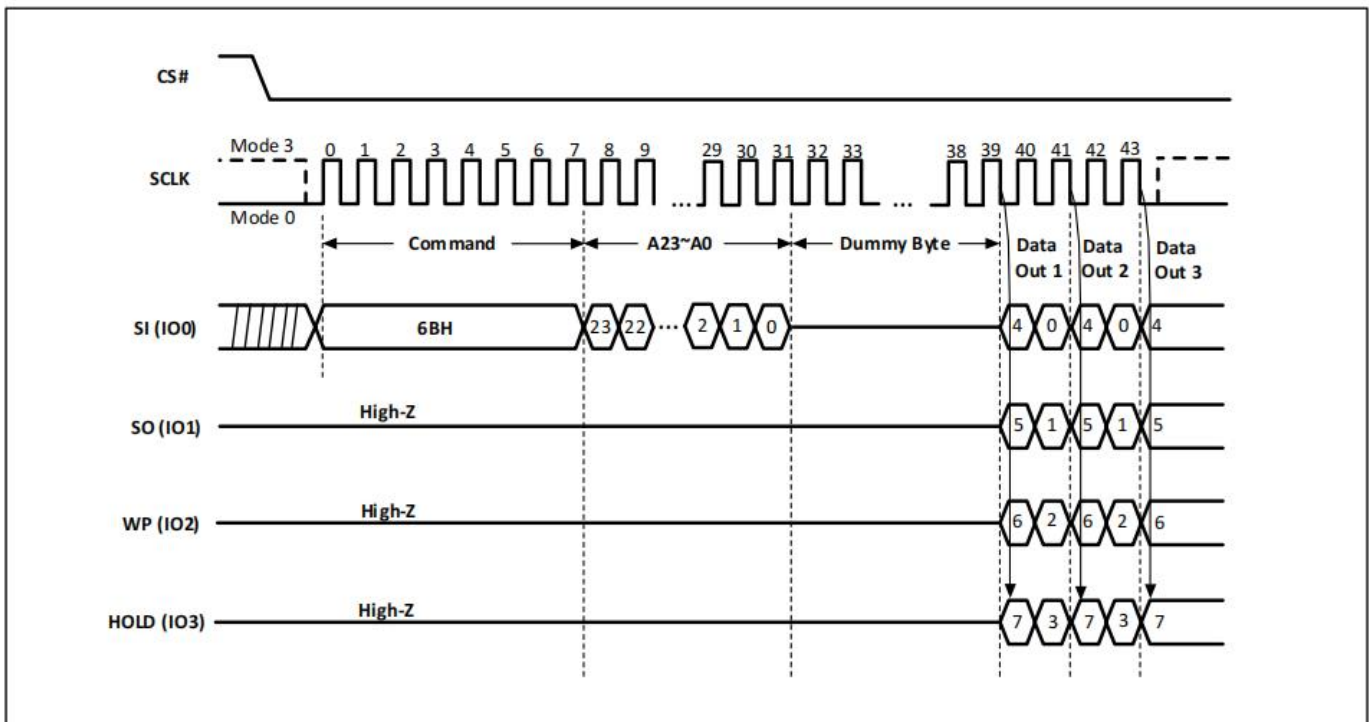 CS#
Mode 3
0 1 2 3 4 5 6 7 8 9 29 30 31 32 33 38 39 40 41 42 43
SCLK
... ...
Mode 0
Command A23~A0 Dummy Byte Data Out 1 Data Out 2 Data Out 3
SI (IO0) 6BH 23 22 ... 2 1 0 4 0 4 0 4
High-Z
SO (IO1) 5 1 5 1 5
High-Z
WP (IO2) 6 2 6 2 6
High-Z
HOLD (IO3) 7 3 7 3 7